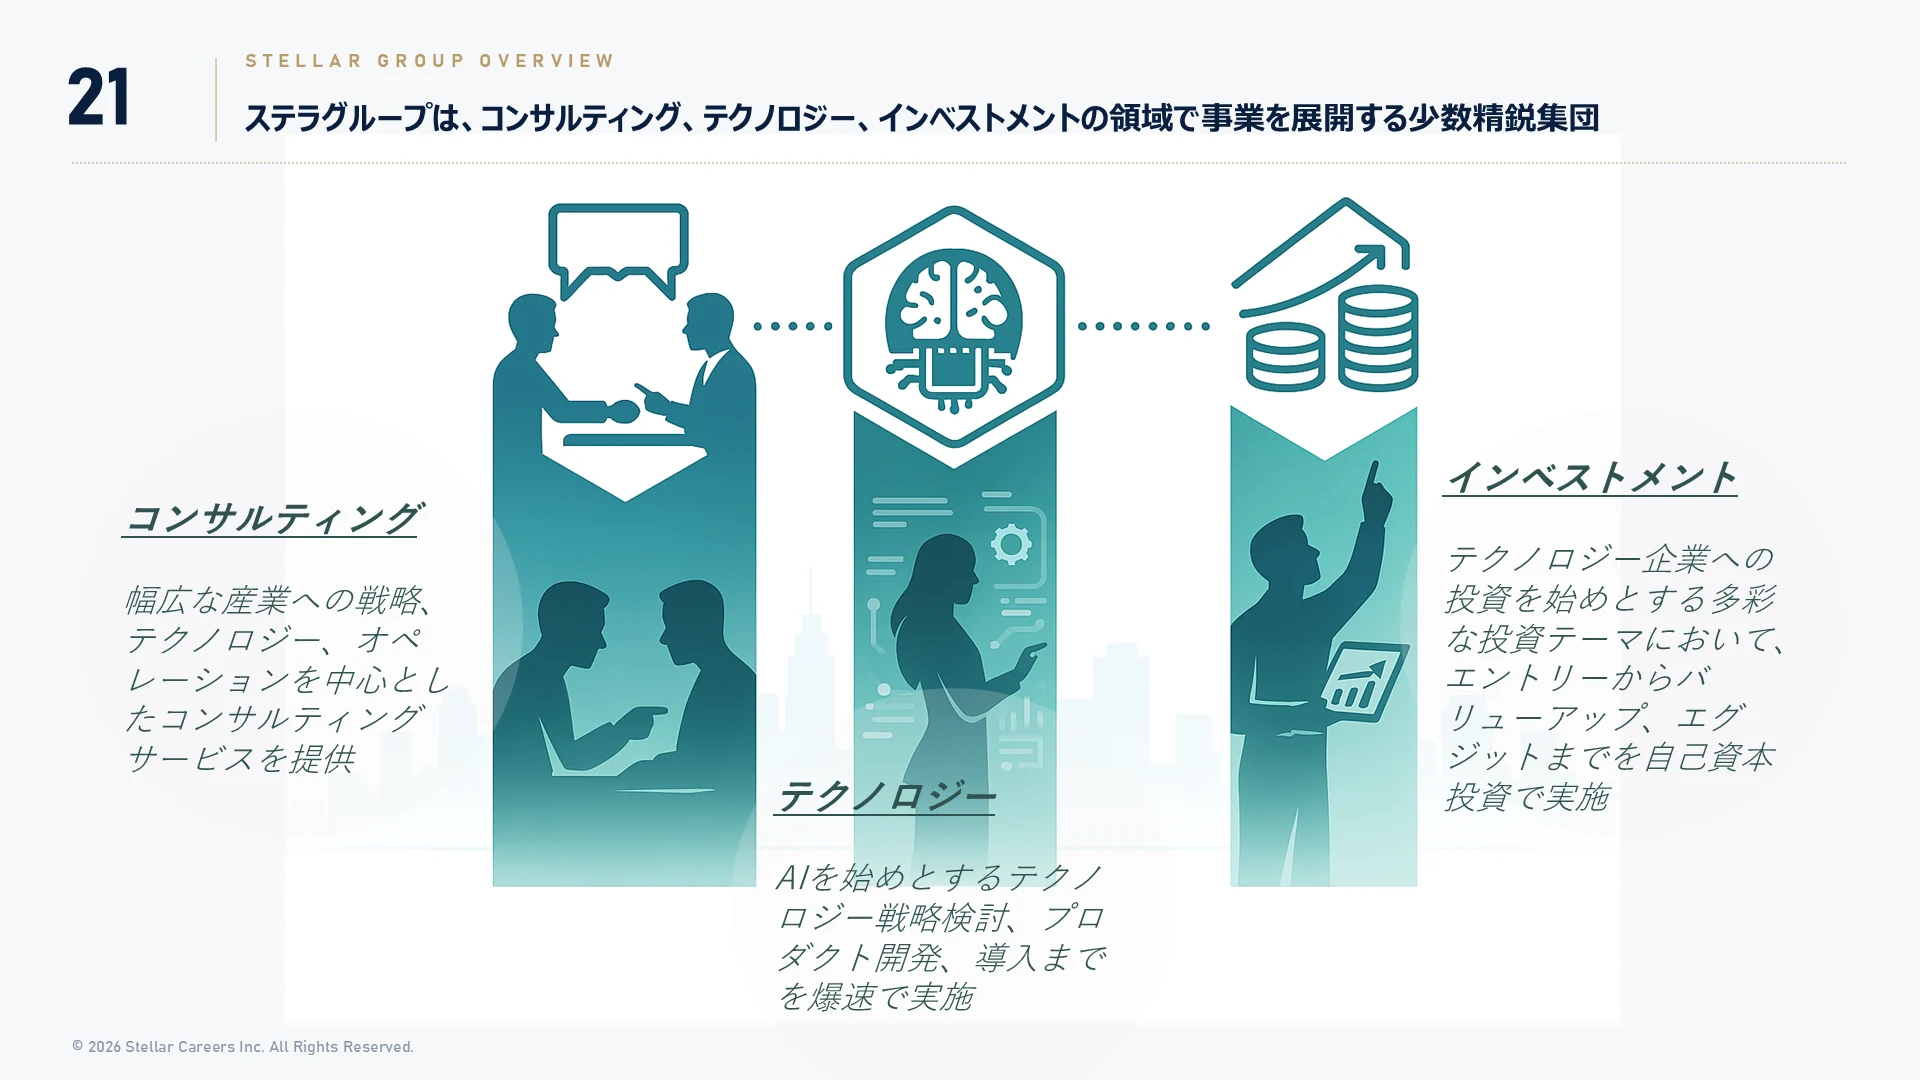 21
STELLAR GROUP OVERVIEW
ステラグループは、コンサルティング、テクノロジー、インベストメントの領域で事業を展開する少数精鋭集団
コンサルティング
幅広な産業への戦略、
テクノロジー、オペ
レーションを中心とし
たコンサルティング
サービスを提供
テクノロジー
AIを始めとするテクノ
ロジー戦略検討、プロ
ダクト開発、導入まで
を爆速で実施
インベストメント
テクノロジー企業への
投資を始めとする多彩
な投資テーマにおいて、
エントリーからバ
リューアップ、エグ
ジットまでを自己資本
投資で実施
© 2026 Stellar Careers Inc. All Rights Reserved.